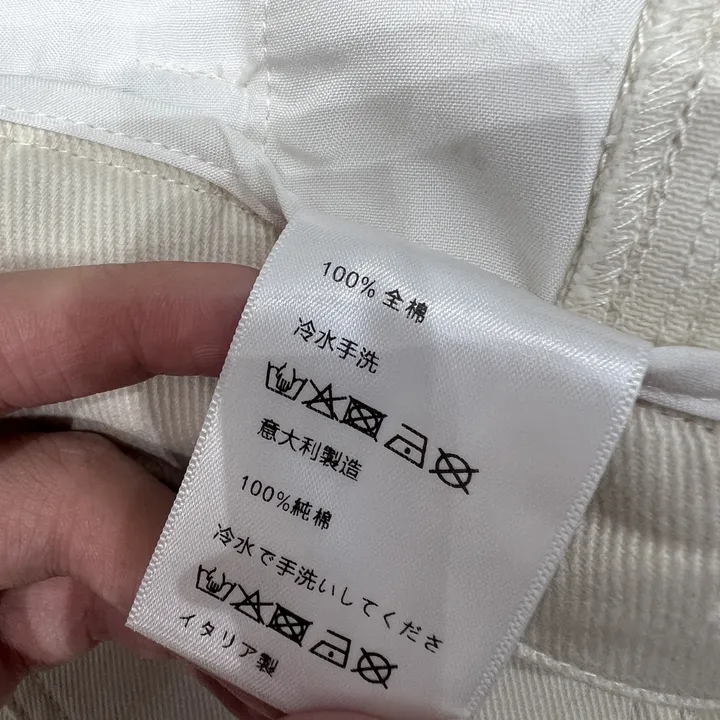 100% 全棉
冷水手洗
意大利製造
100%純棉
冷水で手洗いしてくださ
イタリア製